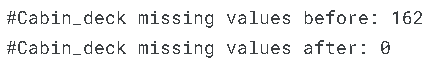 #Cabin_deck missing values before: 162
#Cabin_deck missing values after: 0